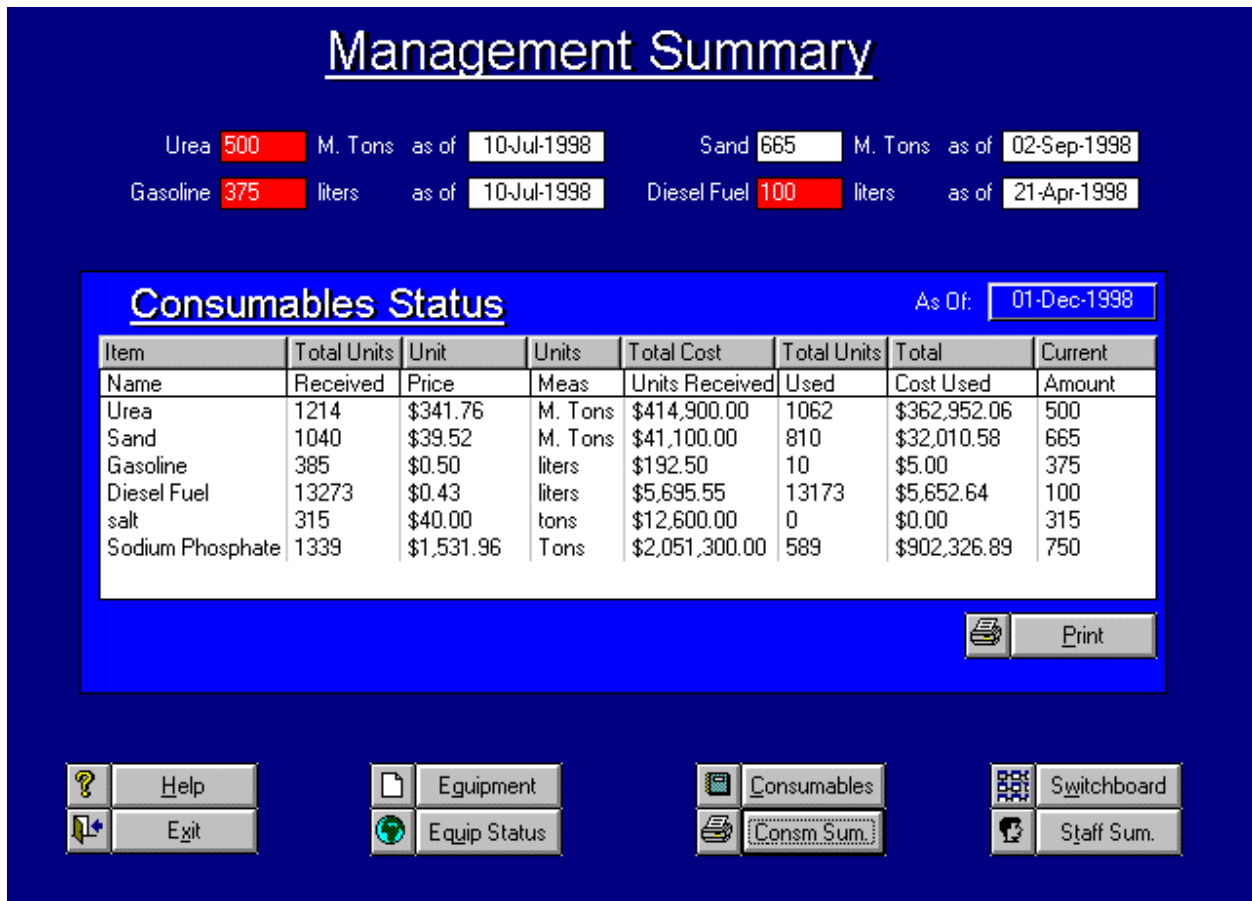 Management Summary
Urea 500 M. Tons as of 10-Jul-1998 Sand 665 M. Tons as of 02-Sep-1998
Gasoline 375 liters as of 10-Jul-1998 Diesel Fuel 100 liters as of 21-Apr-1998
Consumables Status As Of: 01-Dec-1998
Item Total Units Unit Units Total Cost Total Units Total Current
Name Received Price Meas Units Received Used Cost Used Amount
Urea 1214 $341.76 M. Tons $414,900.00 1062 $362,952.06 500
Sand 1040 $39.52 M. Tons $41,100.00 810 $32,010.58 665
Gasoline 385 $0.50 liters $192.50 10 $5.00 375
Diesel Fuel 13273 $0.43 liters $5,695.55 13173 $5,652.64 100
salt 315 $40.00 tons $12,600.00 0 $0.00 315
Sodium Phosphate 1339 $1,531.96 Tons $2,051,300.00 589 $902,326.89 750
Print
Help Equipment Consumables Switchboard
Exit Equip Status Consm Sum. Staff Sum.